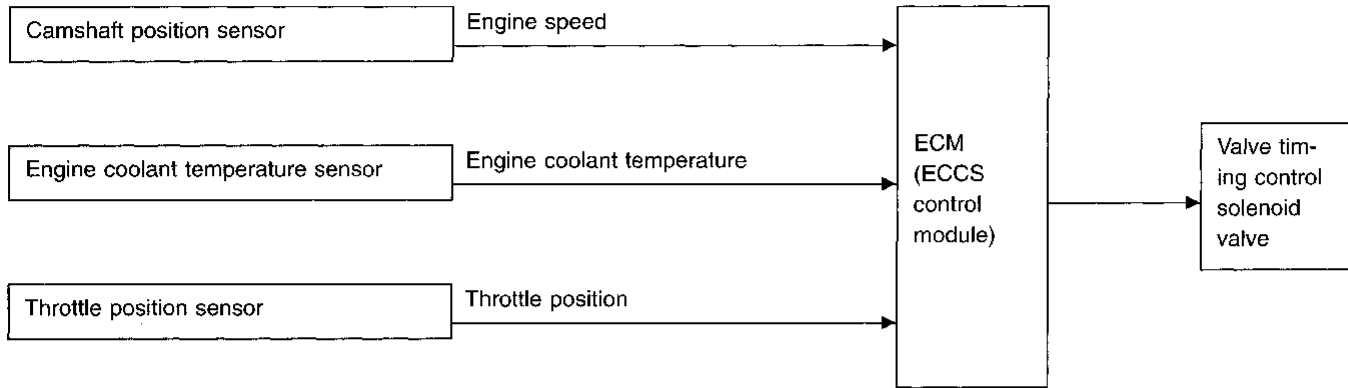 Camshaft position sensor
Engine speed
Engine coolant temperature sensor
Engine coolant temperature
Throttle position sensor
Throttle position
ECM
(ECCS
control
module)
Valve tim-
ing control
solenoid
valve